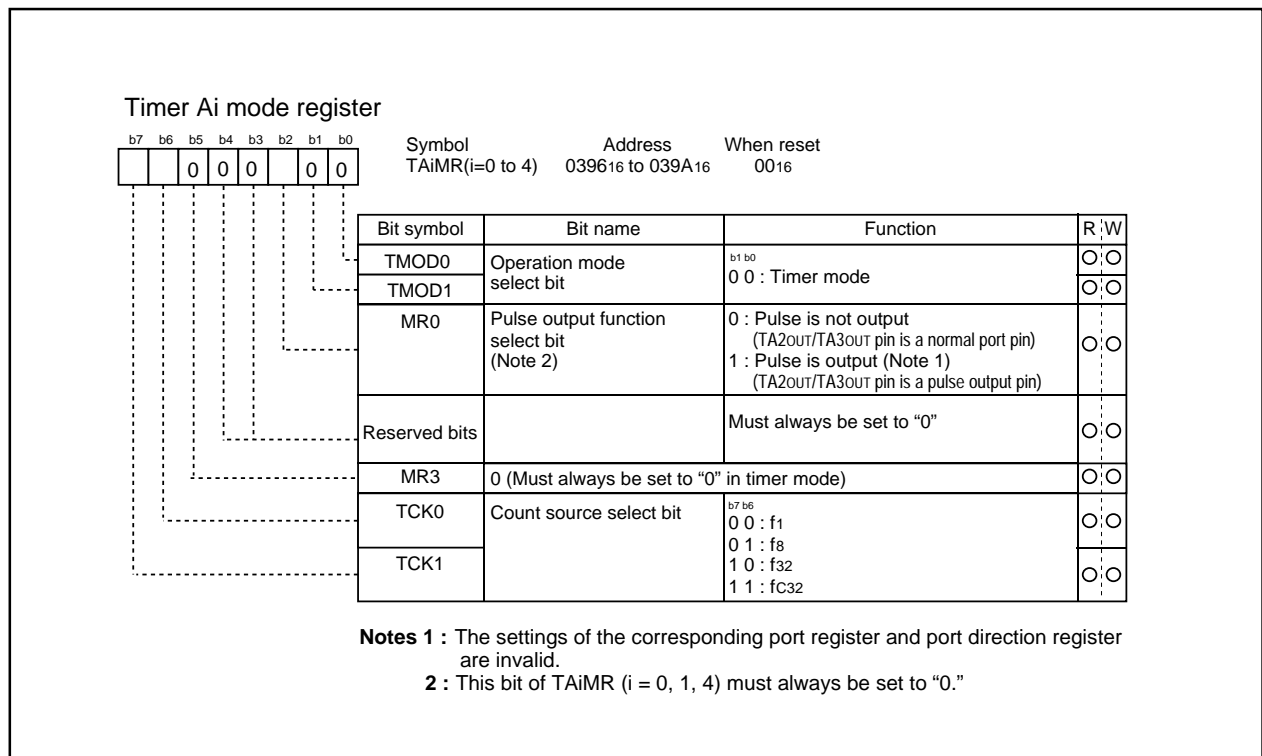 Timer Ai mode register
b7 b6 b5 b4 b3 b2 b1 b0
0 0 0 0 0
Symbol Address When reset
TAiMR(i=0 to 4) 039616 to 039A16 0016
Bit symbol Bit name Function R W
TMOD0
TMOD1
Operation mode
select bit
b1 b0
0 0 : Timer mode
MR0
Pulse output function
select bit
(Note 2)
0 : Pulse is not output
(TA2OUT/TA3OUT pin is a normal port pin)
1 : Pulse is output (Note 1)
(TA2OUT/TA3OUT pin is a pulse output pin)
Reserved bits
Must always be set to “0”
MR3 0 (Must always be set to “0” in timer mode)
TCK0
TCK1
Count source select bit
b7 b6
0 0 : f1
0 1 : f8
1 0 : f32
1 1 : fC32
Notes 1 : The settings of the corresponding port register and port direction register
are invalid.
2 : This bit of TAiMR (i = 0, 1, 4) must always be set to “0.”